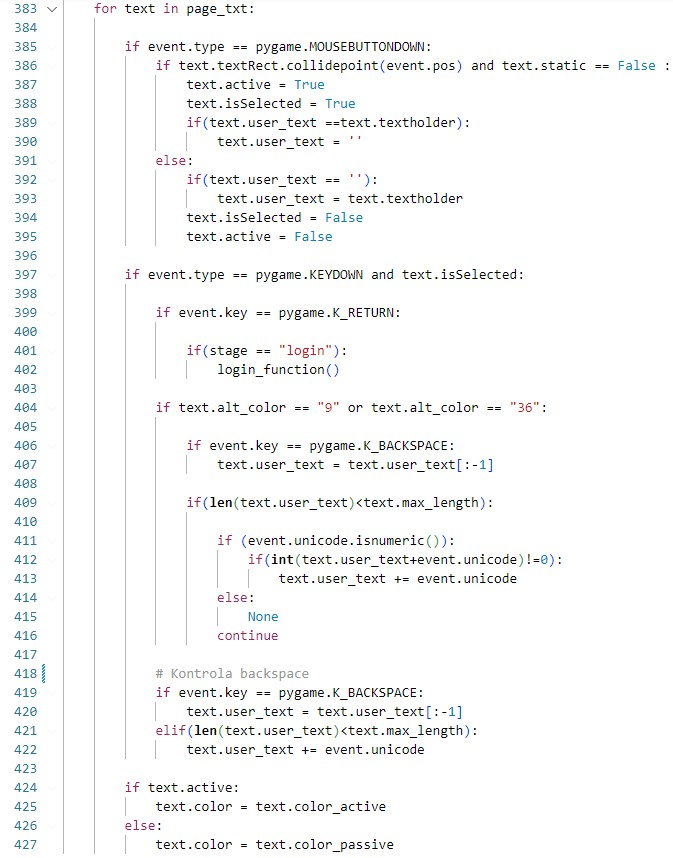 383 for text in page_txt:
384
385 if event.type == pygame.MOUSEBUTTONDOWN:
386 if text.textRect.collidepoint(event.pos) and text.static == False :
387 text.active = True
388 text.isSelected = True
389 if(text.user_text ==text.textholder):
390 text.user_text = ''
391 else:
392 if(text.user_text == ''):
393 text.user_text = text.textholder
394 text.isSelected = False
395 text.active = False
396
397 if event.type == pygame.KEYDOWN and text.isSelected:
398
399 if event.key == pygame.K_RETURN:
400
401 if(stage == "login"):
402 login_function()
403
404 if text.alt_color == "9" or text.alt_color == "36":
405
406 if event.key == pygame.K_BACKSPACE:
407 text.user_text = text.user_text[:-1]
408
409 if(len(text.user_text)<text.max_length):
410
411 if (event.unicode.isnumeric()):
412 if(int(text.user_text+event.unicode)!=0):
413 text.user_text += event.unicode
414 else:
415 None
416 continue
417
418 # Kontrola backspace
419 if event.key == pygame.K_BACKSPACE:
420 text.user_text = text.user_text[:-1]
421 elif(len(text.user_text)<text.max_length):
422 text.user_text += event.unicode
423
424 if text.active:
425 text.color = text.color_active
426 else:
427 text.color = text.color_passive